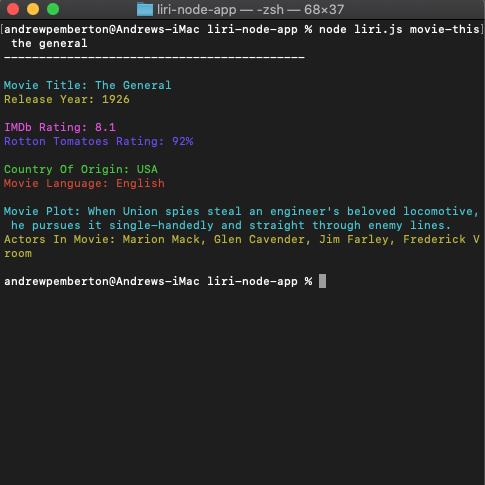 liri-node-app — -zsh — 68×37
[andrewpemberton@Andrews-iMac liri-node-app % node liri.js movie-this]
 the general
-------------------------------------------
Movie Title: The General
Release Year: 1926
IMDb Rating: 8.1
Rotton Tomatoes Rating: 92%
Country Of Origin: USA
Movie Language: English
Movie Plot: When Union spies steal an engineer's beloved locomotive,
 he pursues it single-handedly and straight through enemy lines.
Actors In Movie: Marion Mack, Glen Cavender, Jim Farley, Frederick V
room
andrewpemberton@Andrews-iMac liri-node-app %